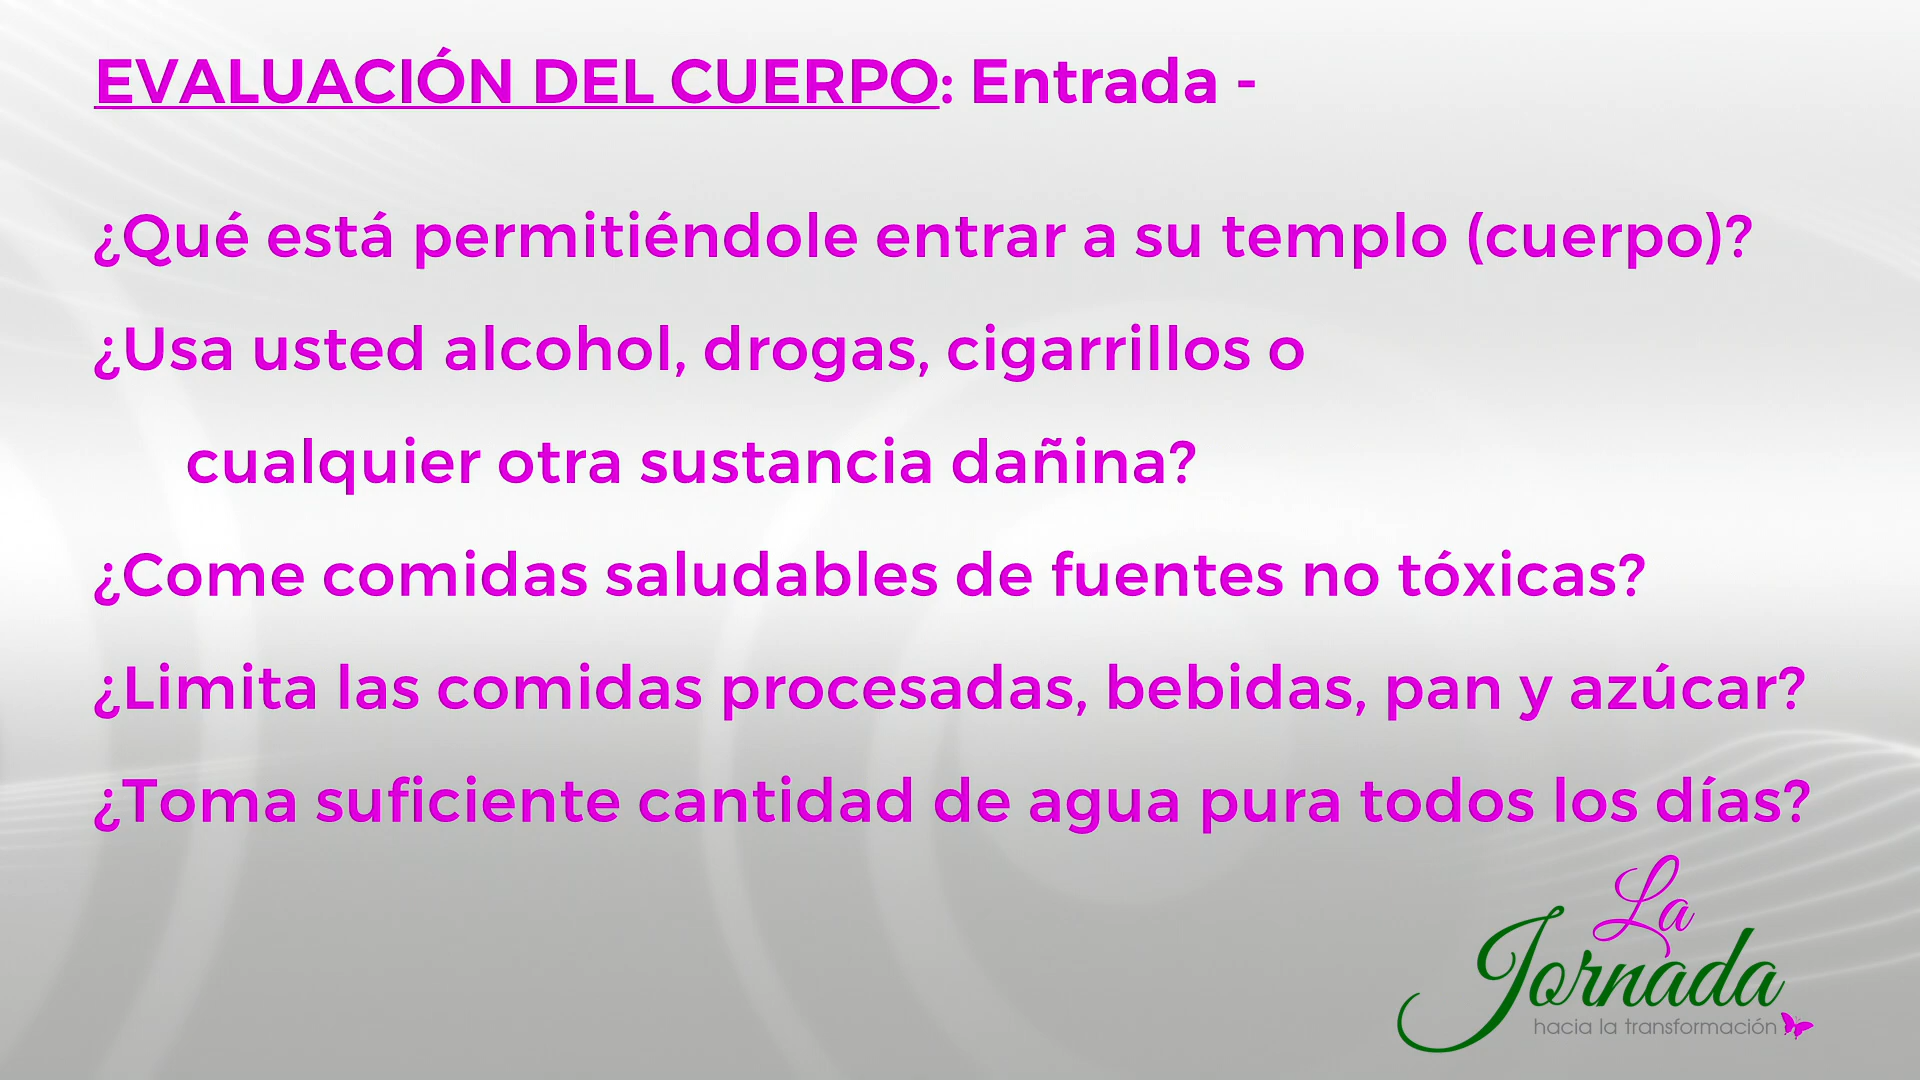 EVALUACIÓN DEL CUERPO: Entrada -
¿Qué está permitiéndole entrar a su templo (cuerpo)?
¿Usa usted alcohol, drogas, cigarrillos o
cualquier otra sustancia dañina?
¿Come comidas saludables de fuentes no tóxicas?
¿Limita las comidas procesadas, bebidas, pan y azúcar?
¿Toma suficiente cantidad de agua pura todos los días?
La
Jornada
hacia la transformación